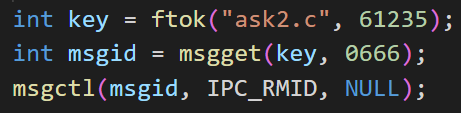 int key = ftok("ask2.c", 61235);
int msgid = msgget(key, 0666);
msgctl(msgid, IPC_RMID, NULL);